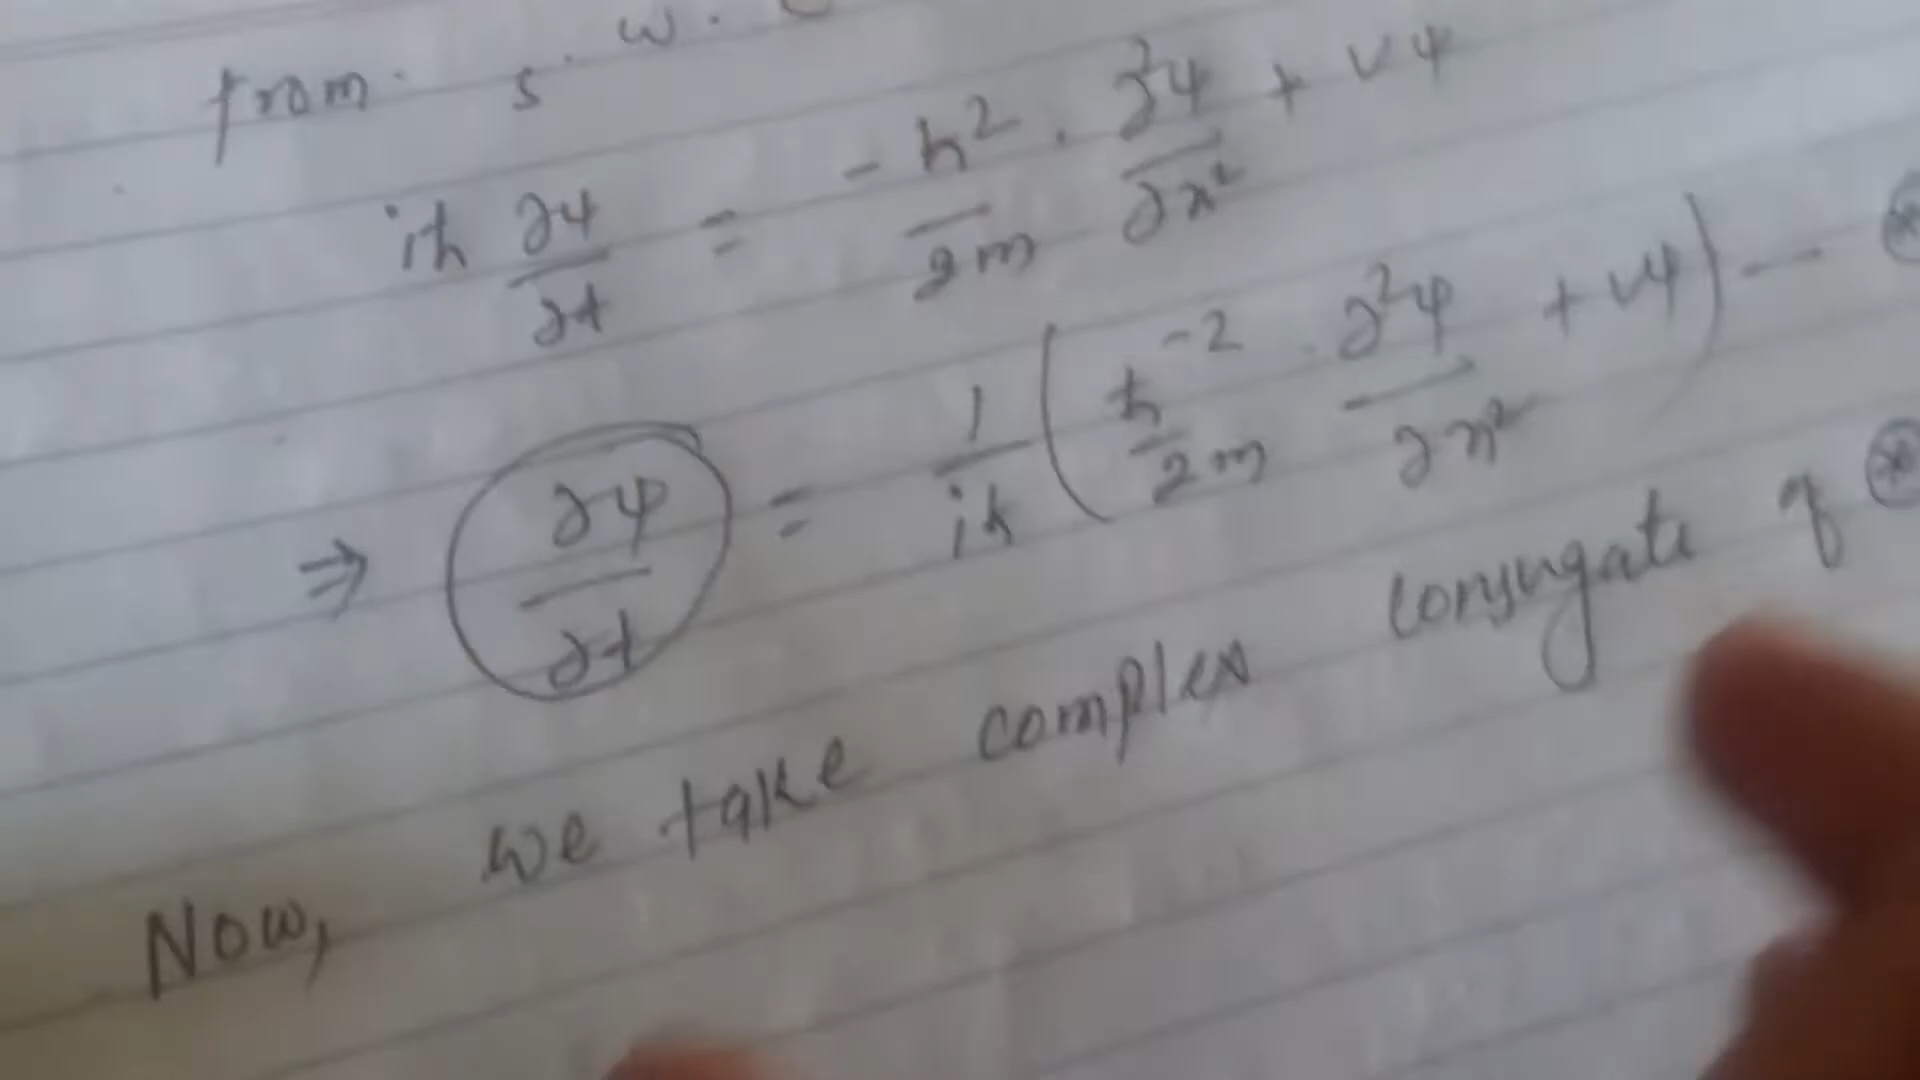 from. s. w.
iħ ∂ψ/∂t = -ħ²/2m . ∂²ψ/∂x² + Vψ
⇒ ∂ψ/∂t = 1/iħ ( ħ⁻²/2m . ∂²ψ/∂x² + Vψ ) -- ⊛
Now, we take complex conjugate of ⊛